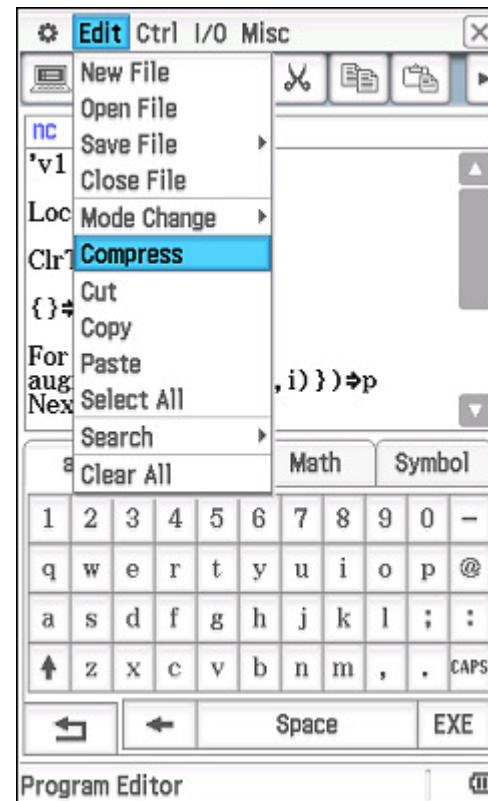 Edit Ctrl I/O Misc
New File
Open File
Save File
Close File
Mode Change
Compress
Cut
Copy
Paste
Select All
Search
Clear All
nc
'v1
Loc
ClrT
{}⇒
For
aug ,i)})⇒p
Nex
a Math Symbol
1 2 3 4 5 6 7 8 9 0 −
q w e r t y u i o p @
a s d f g h j k l ; :
z x c v b n m , . CAPS
Space EXE
Program Editor